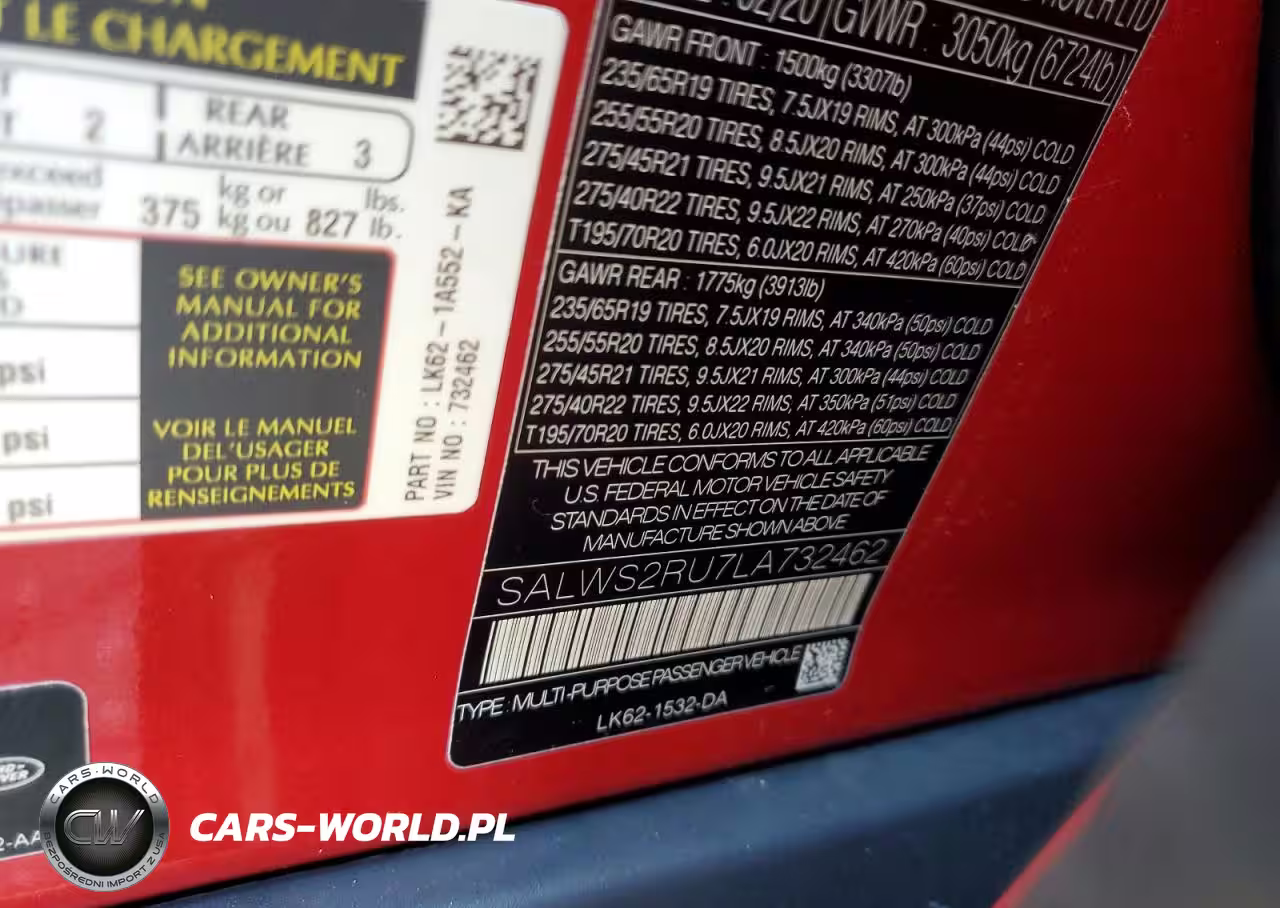 LE CHARGEMENT
2
REAR
ARRIÈRE 3
exceed
kg or lbs.
375 kg ou 827 lb.
SEE OWNER'S
MANUAL FOR
ADDITIONAL
INFORMATION
psi
psi
psi
VOIR LE MANUEL
DEL'USAGER
POUR PLUS DE
RENSEIGNEMENTS
PART NO : LK62-1A552-KA
VIN NO : 732462
GVWR : 3050kg (6724lb)
GAWR FRONT : 1500kg (3307lb)
235/65R19 TIRES, 7.5JX19 RIMS, AT 300kPa (44psi) COLD
255/55R20 TIRES, 8.5JX20 RIMS, AT 300kPa (44psi) COLD
275/45R21 TIRES, 9.5JX21 RIMS, AT 250kPa (37psi) COLD
275/40R22 TIRES, 9.5JX22 RIMS, AT 270kPa (40psi) COLD
T195/70R20 TIRES, 6.0JX20 RIMS, AT 420kPa (60psi) COLD
GAWR REAR : 1775kg (3913lb)
235/65R19 TIRES, 7.5JX19 RIMS, AT 340kPa (50psi) COLD
255/55R20 TIRES, 8.5JX20 RIMS, AT 340kPa (50psi) COLD
275/45R21 TIRES, 9.5JX21 RIMS, AT 300kPa (44psi) COLD
275/40R22 TIRES, 9.5JX22 RIMS, AT 350kPa (51psi) COLD
T195/70R20 TIRES, 6.0JX20 RIMS, AT 420kPa (60psi) COLD
THIS VEHICLE CONFORMS TO ALL APPLICABLE
U.S. FEDERAL MOTOR VEHICLE SAFETY
STANDARDS IN EFFECT ON THE DATE OF
MANUFACTURE SHOWN ABOVE
SALWS2RU7LA732462
TYPE : MULTI-PURPOSE PASSENGER VEHICLE
LK62-1532-DA
CARS-WORLD
CW
BEZPOŚREDNI IMPORT Z USA
CARS-WORLD.PL